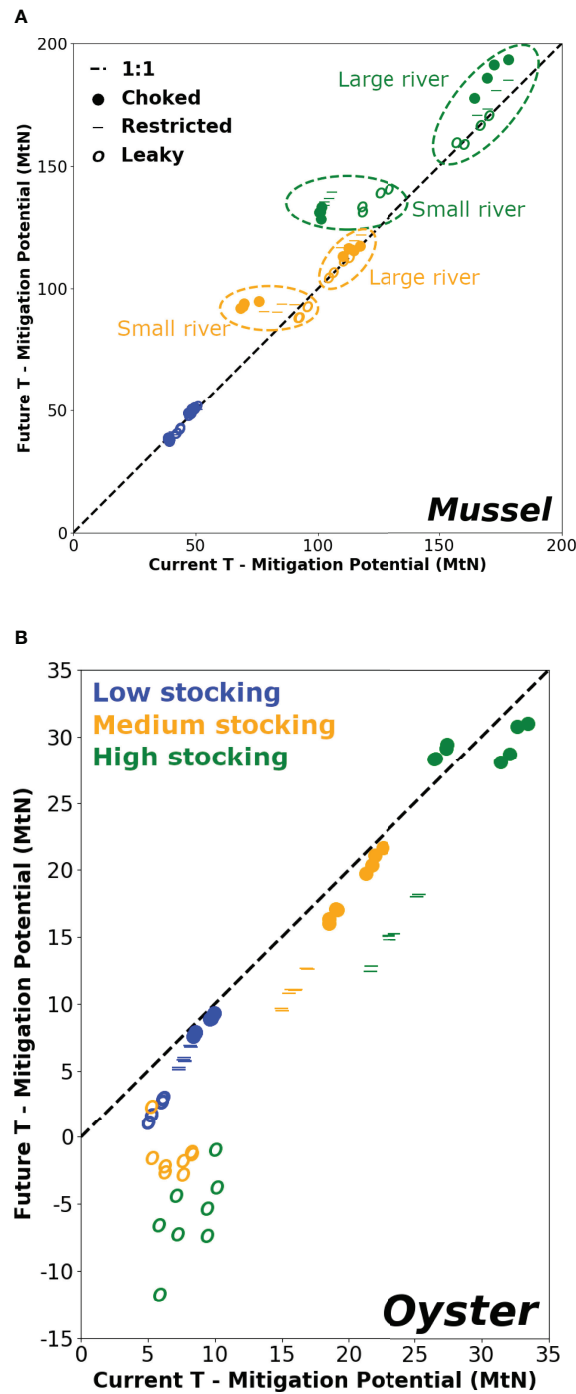 A
200
150
100
50
0
Future T - Mitigation Potential (MtN)
1:1
Choked
Restricted
Leaky
Large river
Small river
Large river
Small river
Mussel
0
50
100
150
200
Current T - Mitigation Potential (MtN)
B
35
30
25
20
15
10
5
0
-5
-10
-15
Future T - Mitigation Potential (MtN)
Low stocking
Medium stocking
High stocking
Oyster
0
5
10
15
20
25
30
35
Current T - Mitigation Potential (MtN)